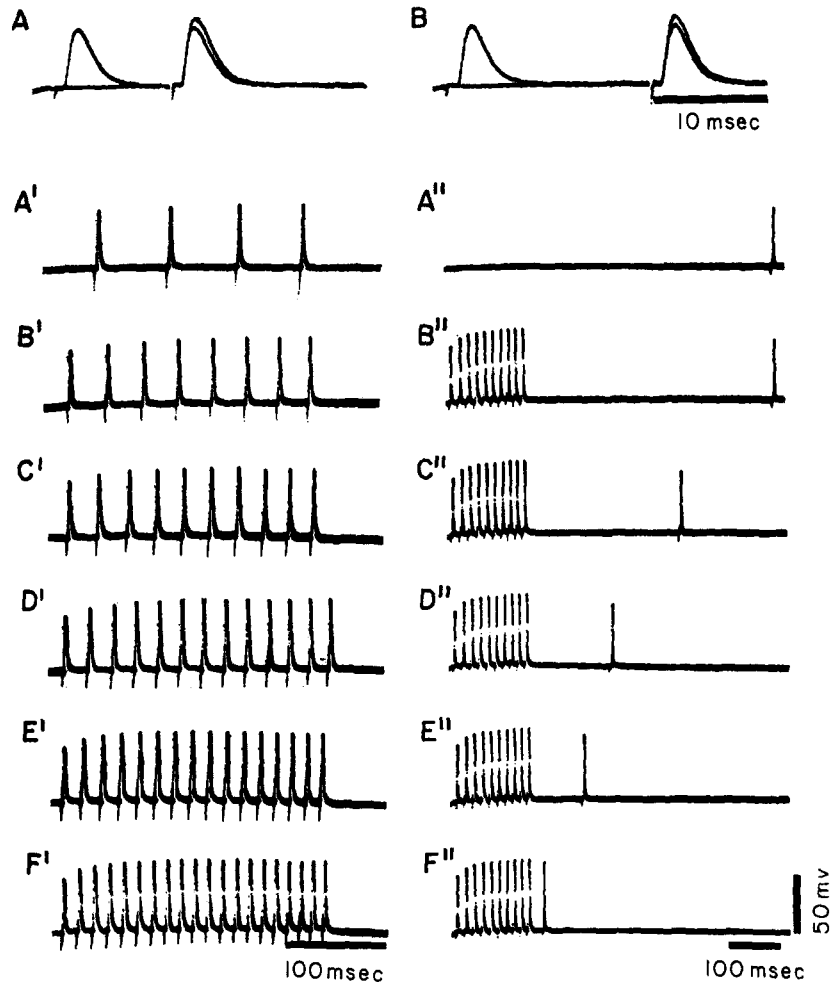 A
B
10 msec
A'
A"
B'
B"
C'
C"
D'
D"
E'
E"
F'
F"
100 msec
100 msec
50 mv